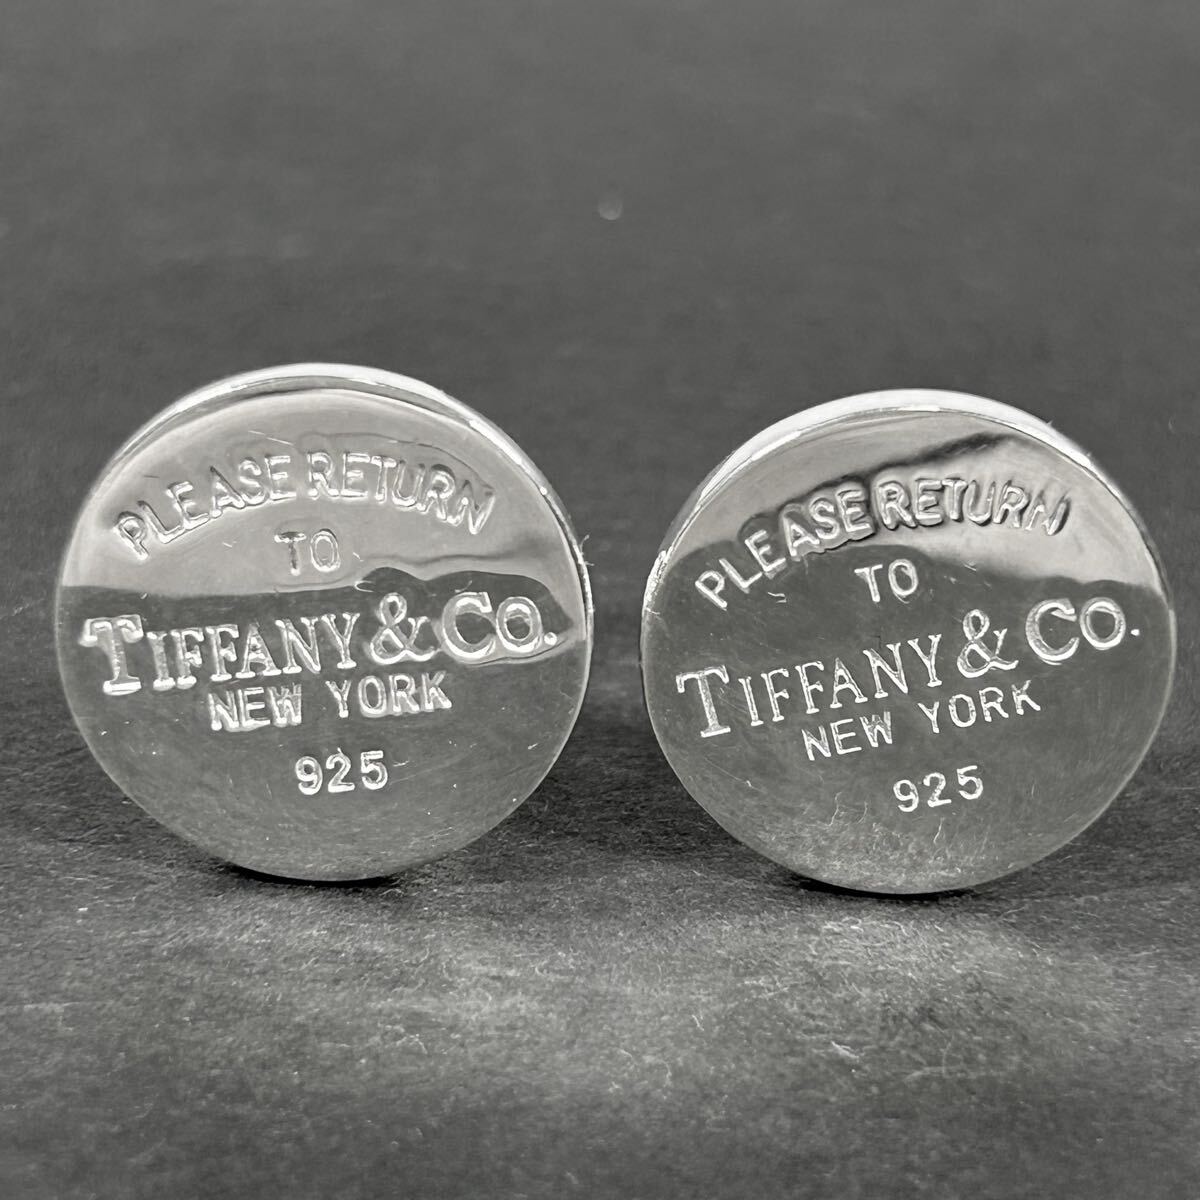 PLEASE RETURN
TO
TIFFANY & CO.
NEW YORK
925
PLEASE RETURN
TO
TIFFANY & CO.
NEW YORK
925